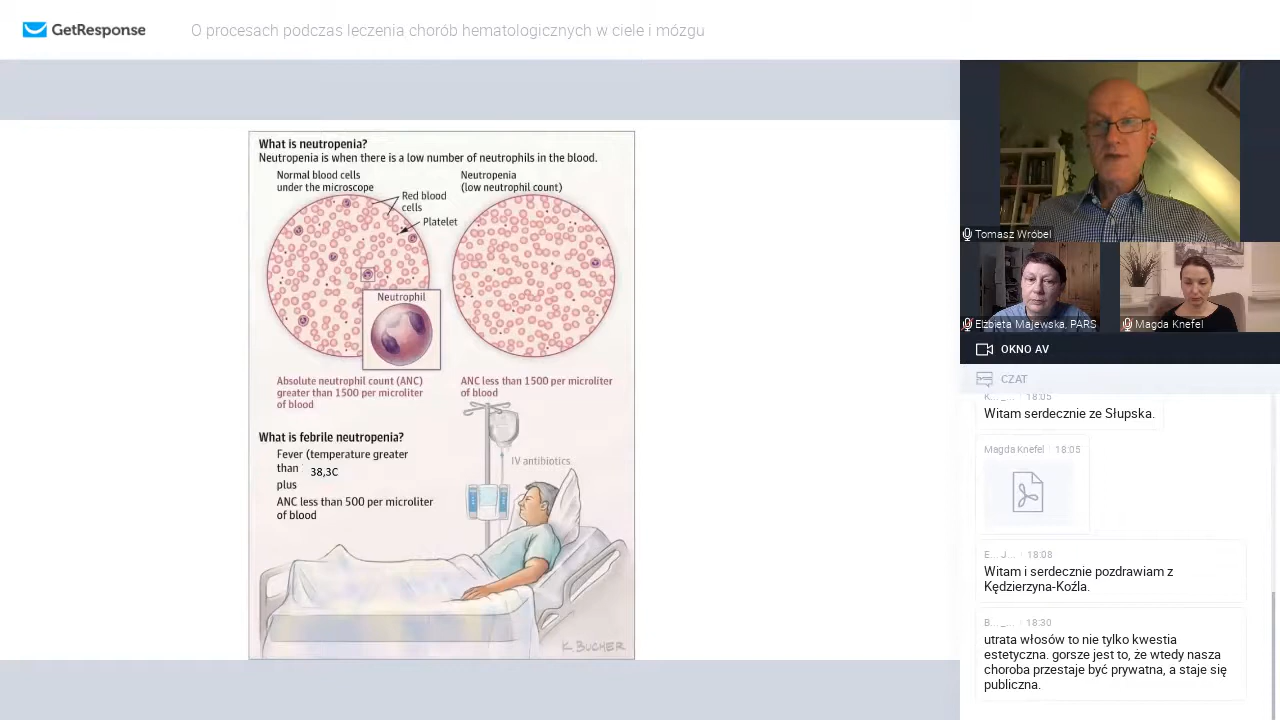 GetResponse
O procesach podczas leczenia chorób hematologicznych w ciele i mózgu
What is neutropenia?
Neutropenia is when there is a low number of neutrophils in the blood.
Normal blood cells
under the microscope
Red blood
cells
Platelet
Neutropenia
(low neutrophil count)
Neutrophil
Absolute neutrophil count (ANC)
greater than 1500 per microliter
of blood
ANC less than 1500 per microliter
of blood
What is febrile neutropenia?
Fever (temperature greater
than 38,3C
plus
ANC less than 500 per microliter
of blood
IV antibiotics
K BUCHER
Tomasz Wróbel
Elżbieta Majewska, PARS
Magda Knefel
OKNO AV
CZAT
K... _... · 18:05
Witam serdecznie ze Słupska.
Magda Knefel 18:05
E... J... · 18:08
Witam i serdecznie pozdrawiam z
Kędzierzyna-Koźla.
B... _... · 18:30
utrata włosów to nie tylko kwestia
estetyczna. gorsze jest to, że wtedy nasza
choroba przestaje być prywatna, a staje się
publiczna.